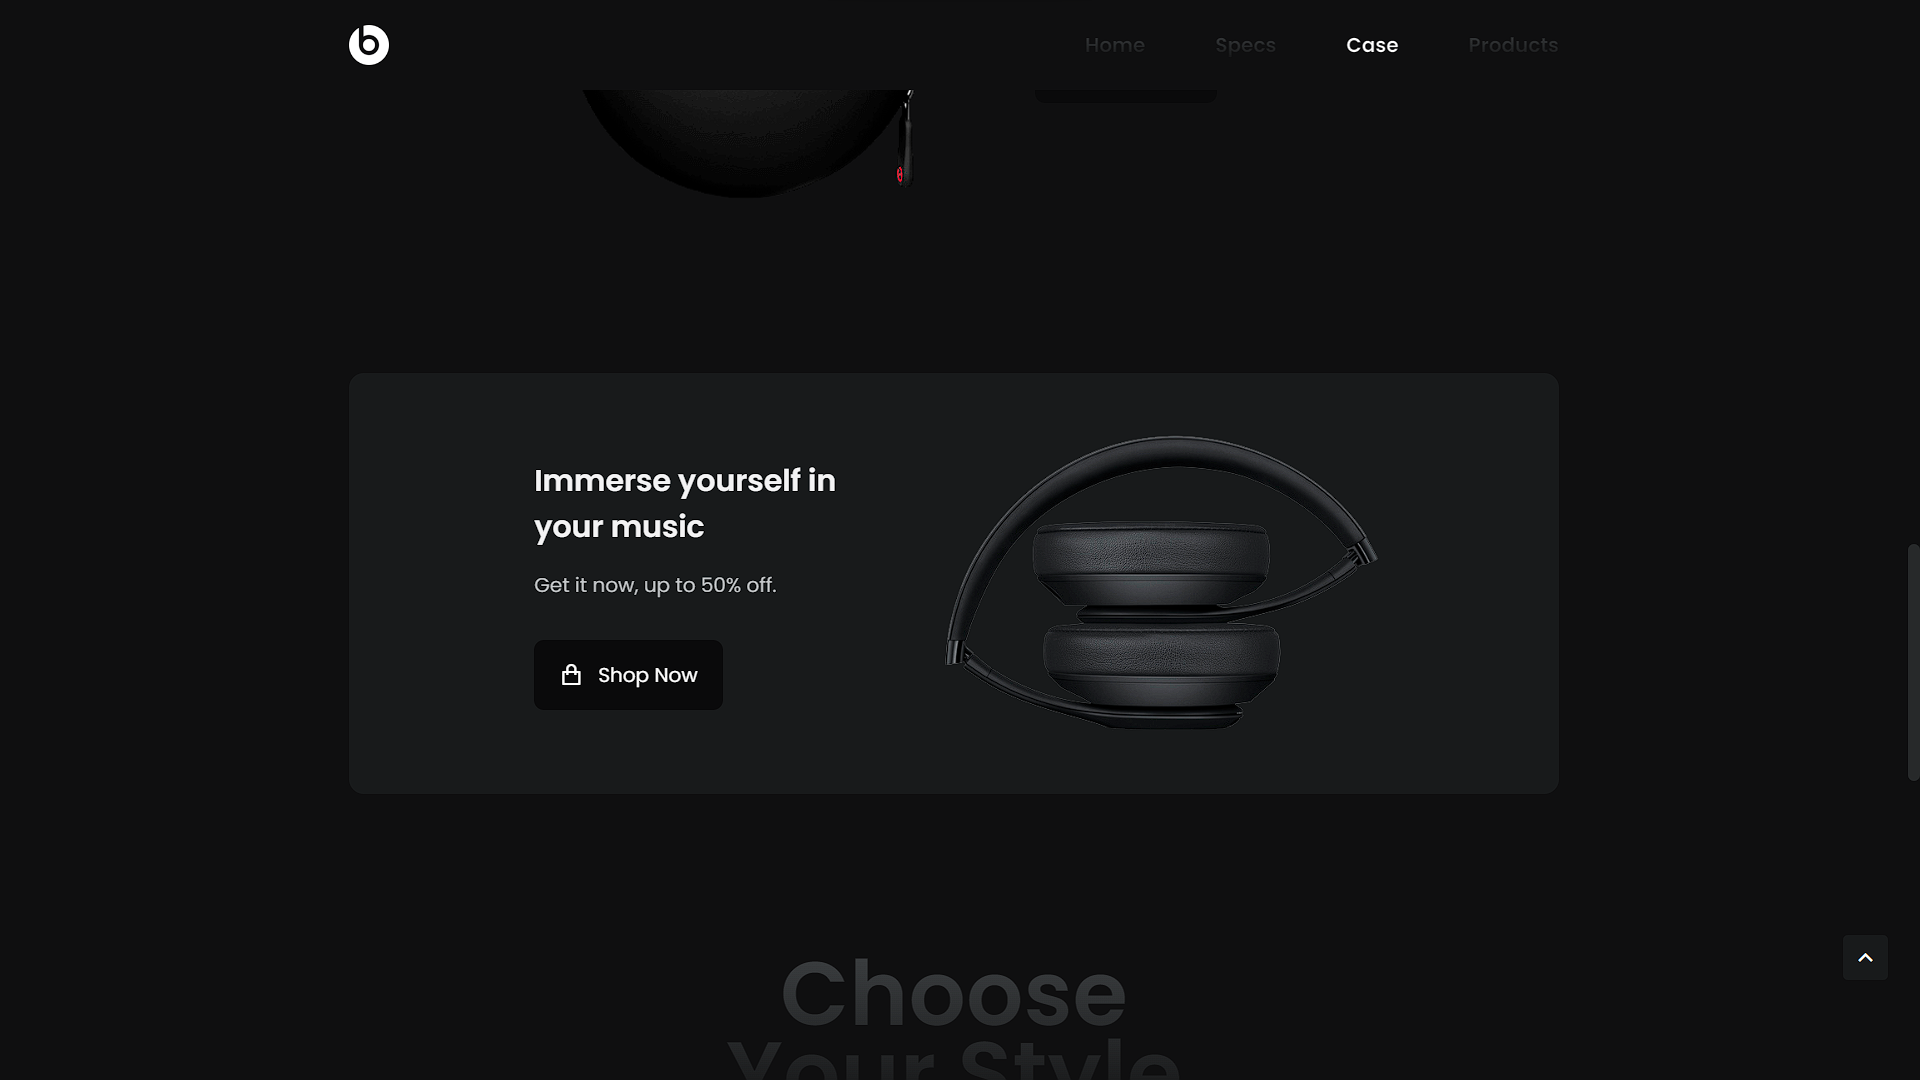 Home Specs Case Products
Immerse yourself in
your music
Get it now, up to 50% off.
Shop Now
Choose
Your Style